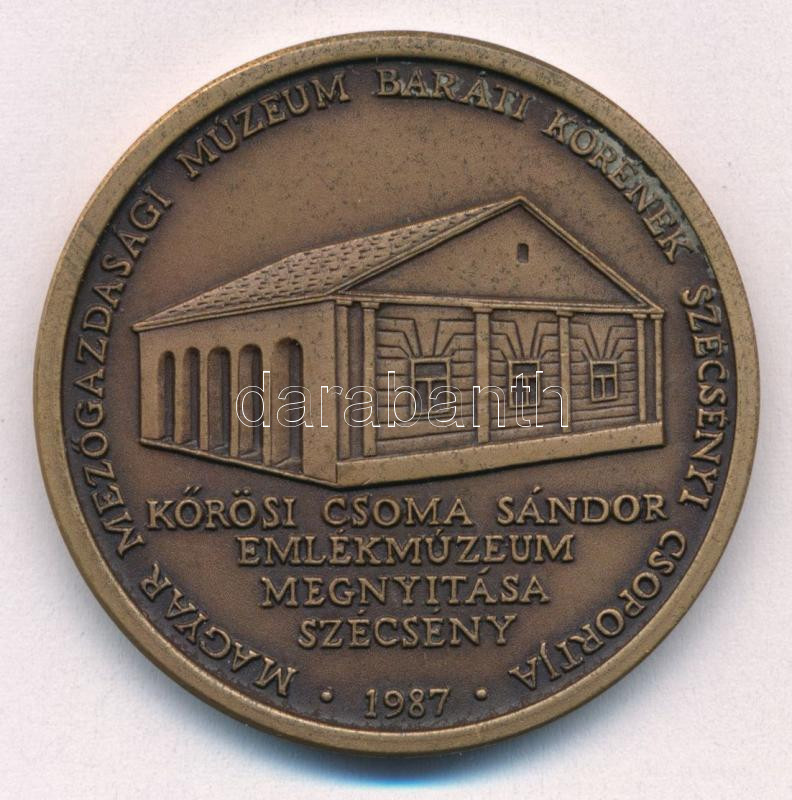 MAGYAR MEZŐGAZDASÁGI MÚZEUM BARÁTI KÖRÉNEK SZÉCSÉNYI CSOPORTJA
darabanth
KŐRÖSI CSOMA SÁNDOR
EMLÉKMÚZEUM
MEGNYITÁSA
SZÉCSÉNY
· 1987 ·